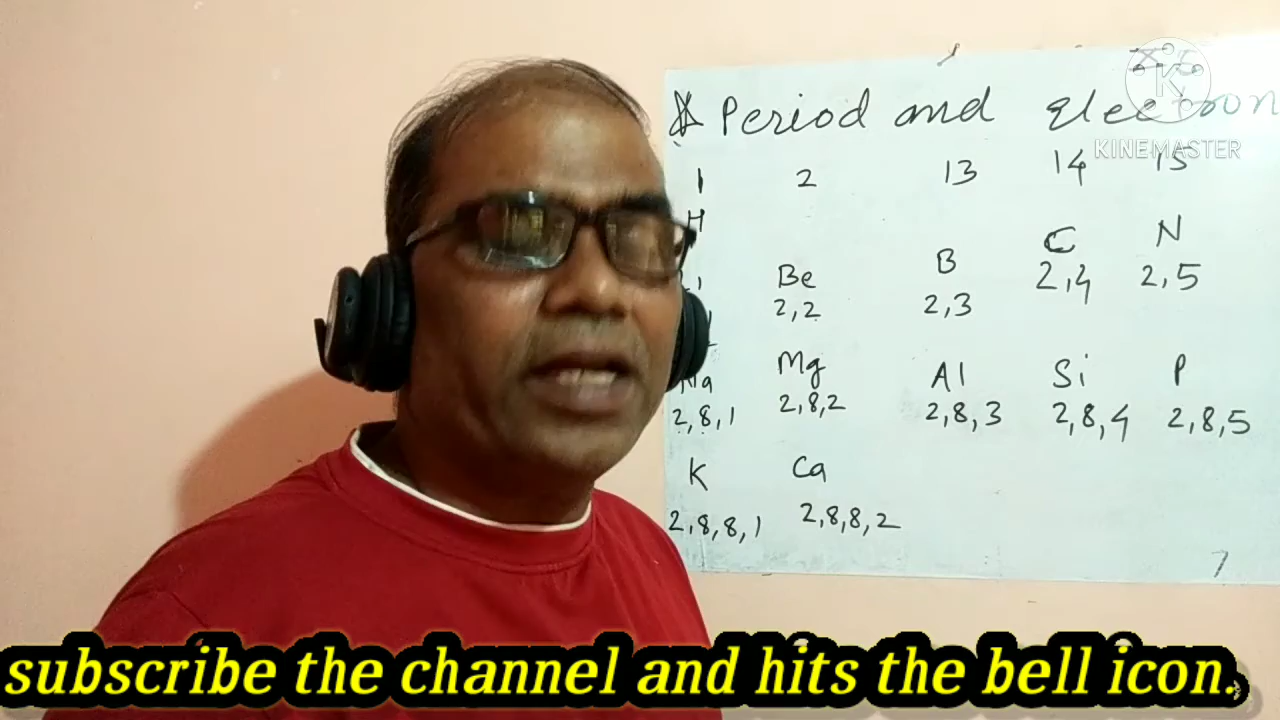 Period and Electron
KINEMASTER
1 2 13 14 15
H
C N
Be B 2,4 2,5
2,2 2,3
Na Mg Al Si P
2,8,1 2,8,2 2,8,3 2,8,4 2,8,5
K Ca
2,8,8,1 2,8,8,2
subscribe the channel and hits the bell icon.